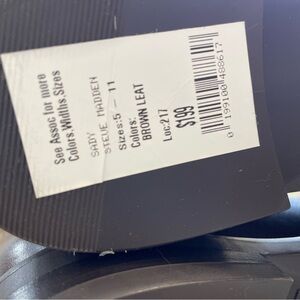 See Assoc for more
Colors,Widths,Sizes
SADY
STEVE MADDEN
Sizes:5 - 11
Colors:
BROWN LEAT
Loc:217
$199
0 199100 488617